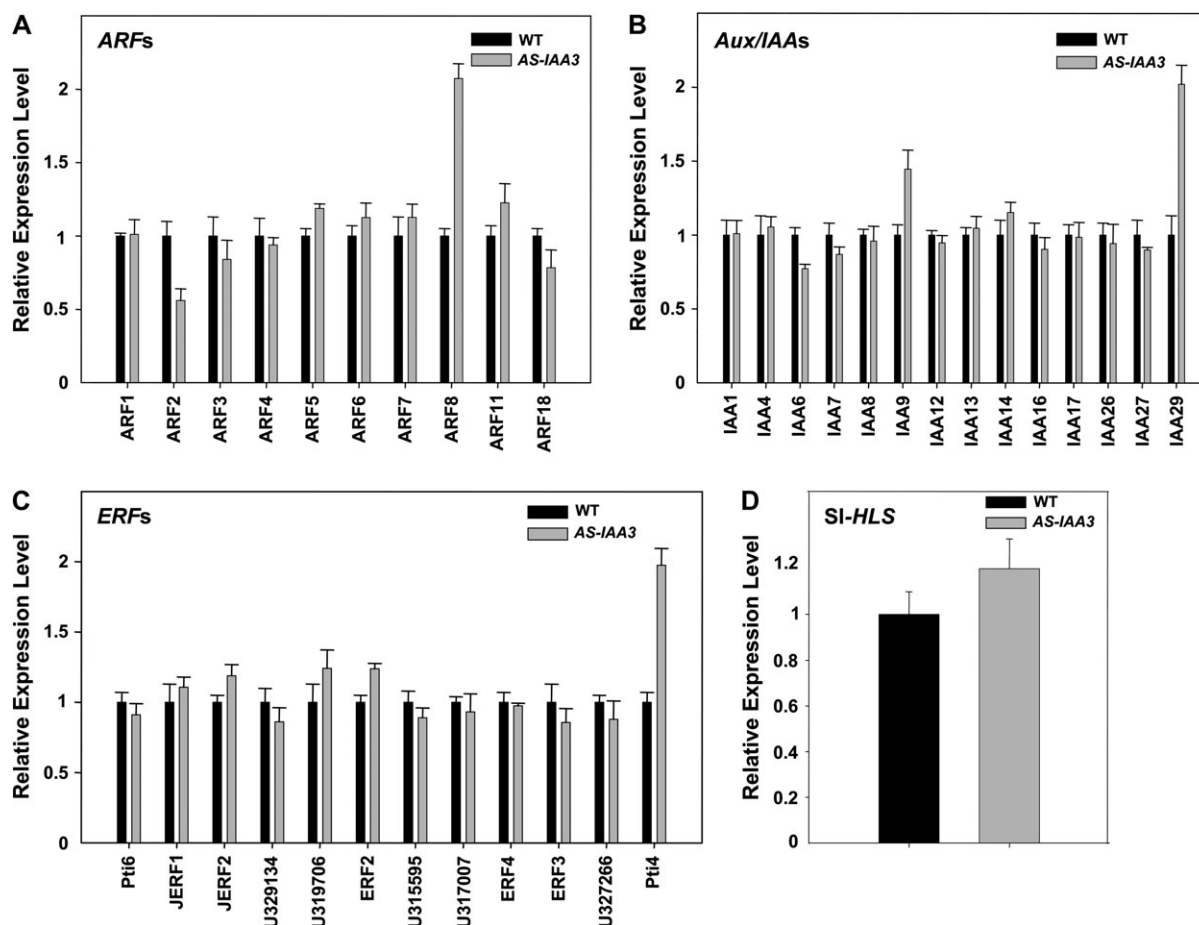 A
ARFs
WT
AS-IAA3
Relative Expression Level
2
1.5
1
0.5
0
ARF1
ARF2
ARF3
ARF4
ARF5
ARF6
ARF7
ARF8
ARF11
ARF18
B
Aux/IAAs
WT
AS-IAA3
Relative Expression Level
2
1.5
1
0.5
0
IAA1
IAA4
IAA6
IAA7
IAA8
IAA9
IAA12
IAA13
IAA14
IAA16
IAA17
IAA26
IAA27
IAA29
C
ERFs
WT
AS-IAA3
Relative Expression Level
2
1.5
1
0.5
0
Pti6
JERF1
JERF2
U329134
U319706
ERF2
U315595
U317007
ERF4
ERF3
U327266
Pti4
D
Sl-HLS
WT
AS-IAA3
Relative Expression Level
1.2
1
0.8
0.6
0.4
0.2
0